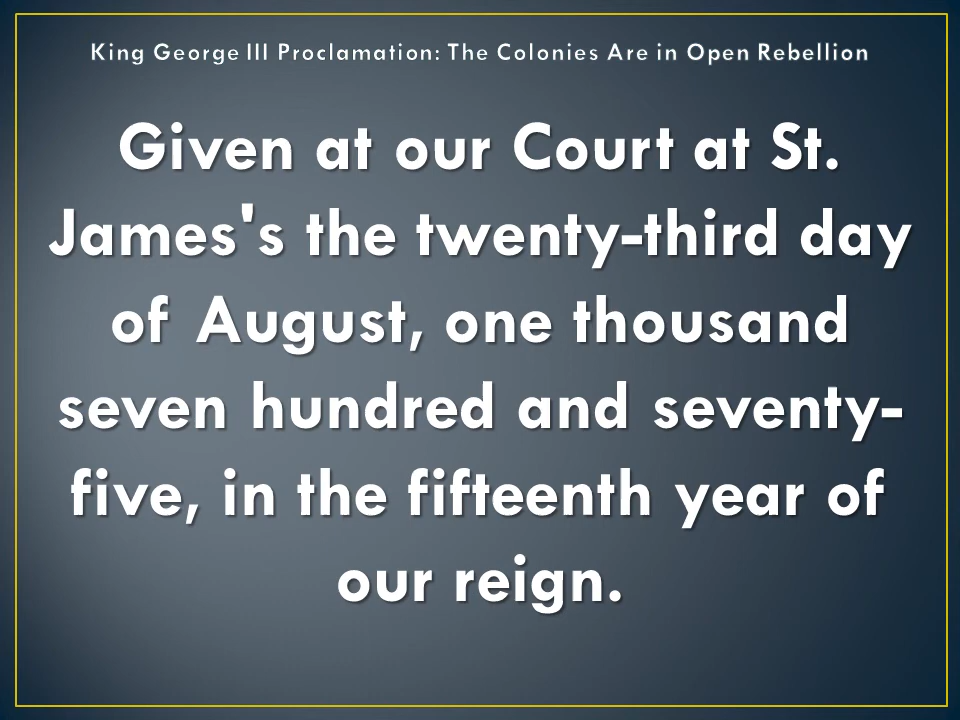 King George III Proclamation: The Colonies Are in Open Rebellion
Given at our Court at St.
James's the twenty-third day
of August, one thousand
seven hundred and seventy-
five, in the fifteenth year of
our reign.